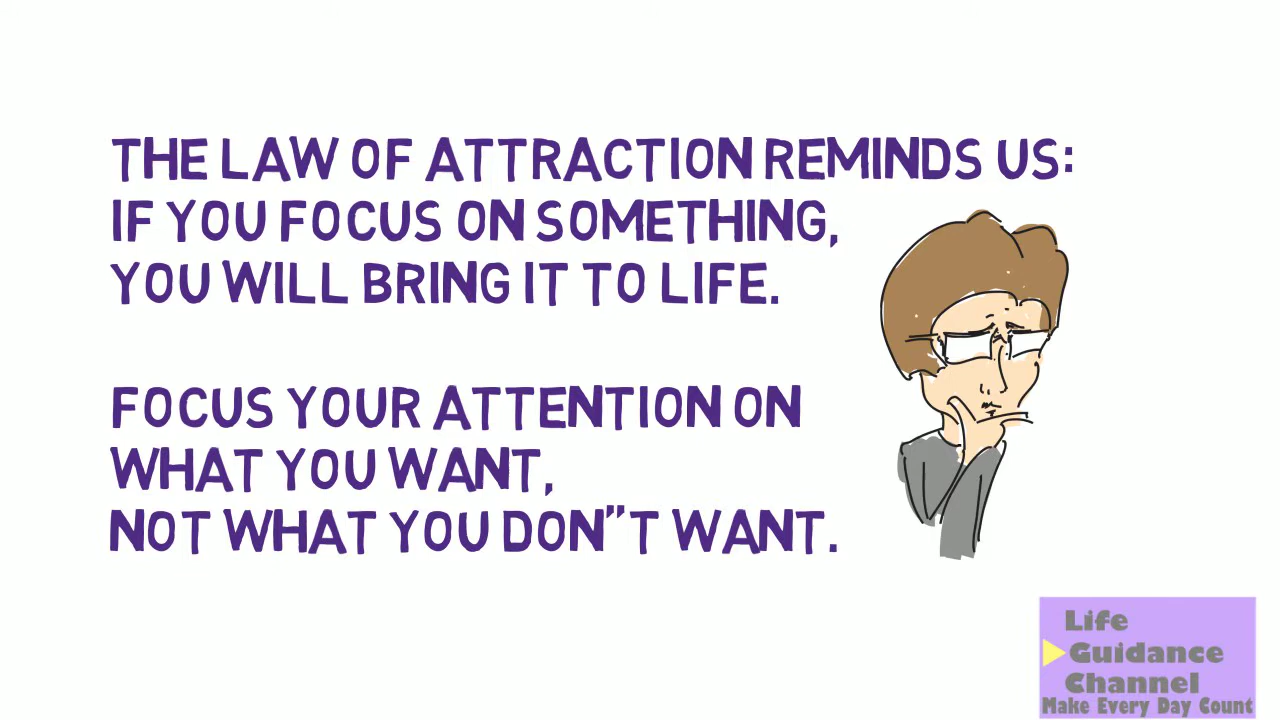 THE LAW OF ATTRACTION REMINDS US:
IF YOU FOCUS ON SOMETHING,
YOU WILL BRING IT TO LIFE.
FOCUS YOUR ATTENTION ON
WHAT YOU WANT,
NOT WHAT YOU DON"T WANT.
Life
Guidance
Channel
Make Every Day Count